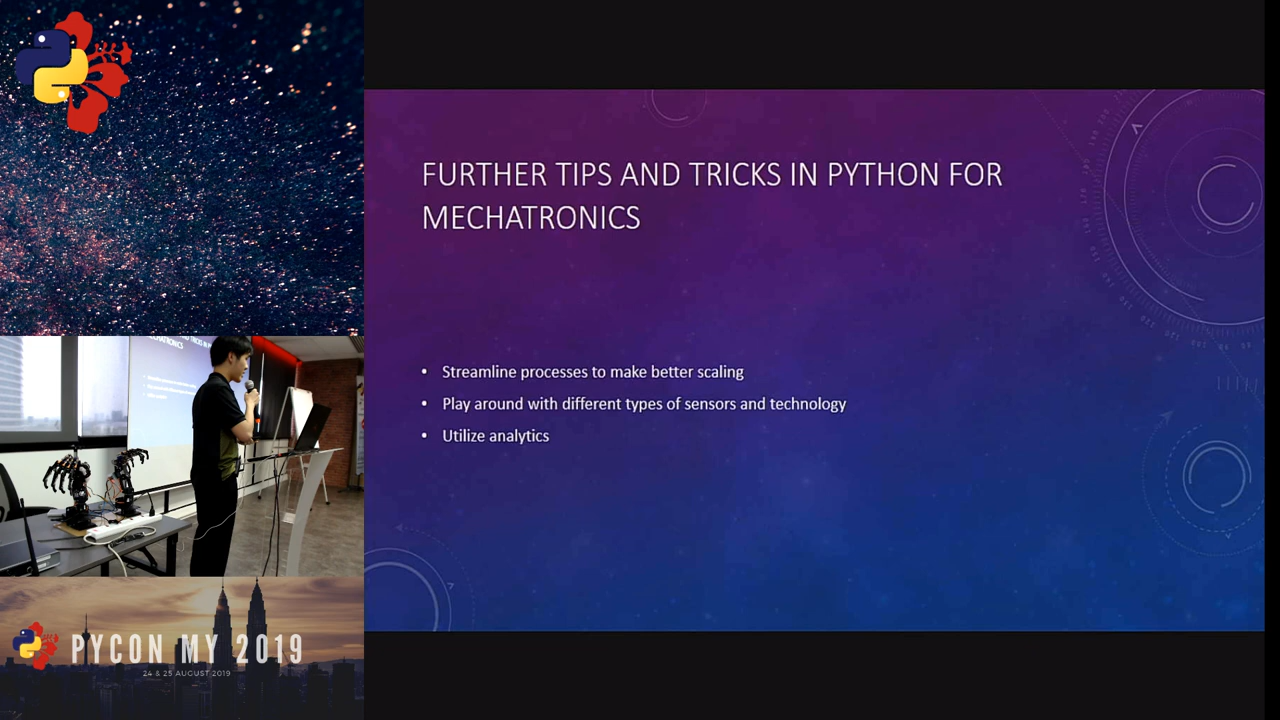 FURTHER TIPS AND TRICKS IN PYTHON FOR
MECHATRONICS
• Streamline processes to make better scaling
• Play around with different types of sensors and technology
• Utilize analytics
PYCON MY 2019
24 & 25 AUGUST 2019